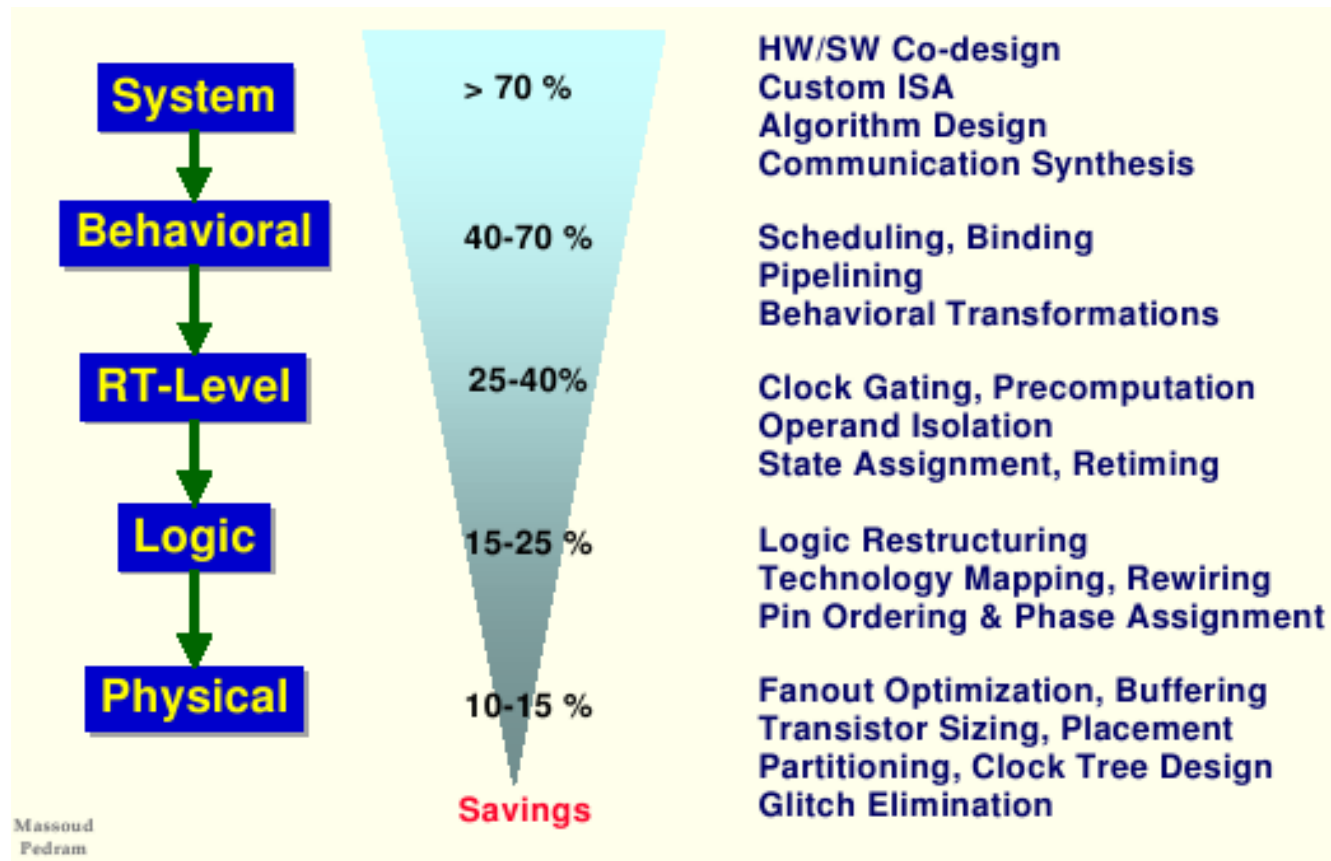 System
> 70 %
HW/SW Co-design
Custom ISA
Algorithm Design
Communication Synthesis
Behavioral
40-70 %
Scheduling, Binding
Pipelining
Behavioral Transformations
RT-Level
25-40%
Clock Gating, Precomputation
Operand Isolation
State Assignment, Retiming
Logic
15-25 %
Logic Restructuring
Technology Mapping, Rewiring
Pin Ordering & Phase Assignment
Physical
10-15 %
Fanout Optimization, Buffering
Transistor Sizing, Placement
Partitioning, Clock Tree Design
Glitch Elimination
Savings
Massoud
Pedram